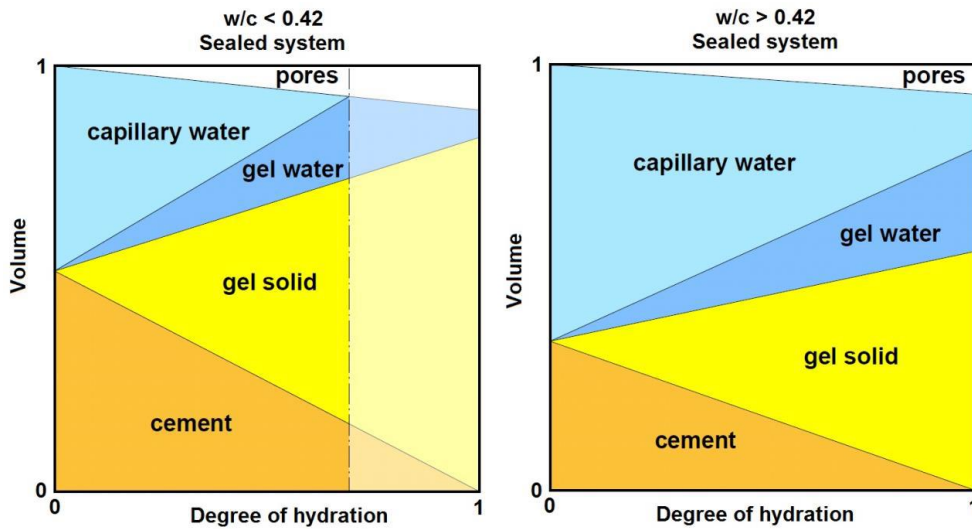 w/c < 0.42
Sealed system
1
pores
capillary water
gel water
gel solid
cement
Volume
0
0
Degree of hydration
1
w/c > 0.42
Sealed system
1
pores
capillary water
gel water
gel solid
cement
Volume
0
0
Degree of hydration
1